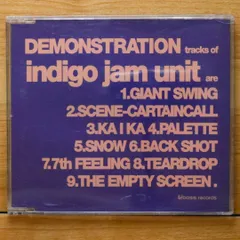 DEMONSTRATION tracks of
indigo jam unit are
1.GIANT SWING
2.SCENE-CARTAINCALL
3.KA I KA 4.PALETTE
5.SNOW 6.BACK SHOT
7.7th FEELING 8.TEARDROP
9.THE EMPTY SCREEN .
records